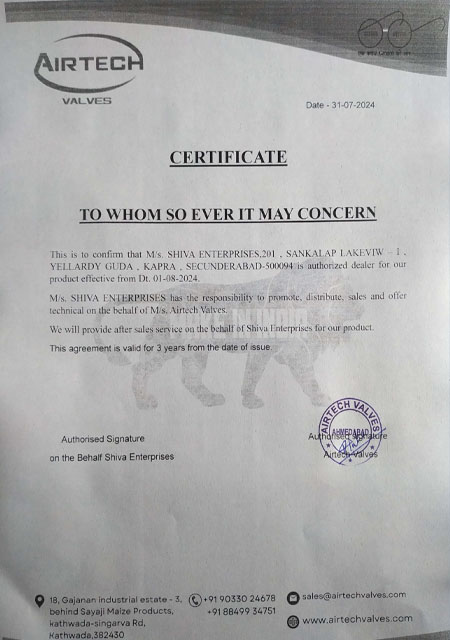 AIRTECH
VALVES
Date - 31-07-2024
CERTIFICATE
TO WHOM SO EVER IT MAY CONCERN
This is to confirm that M/s. SHIVA ENTERPRISES,201 , SANKALAP LAKEVIW – 1 ,
YELLARDY GUDA , KAPRA , SECUNDERABAD-500094 is authorized dealer for our
product effective from Dt. 01-08-2024.
M/s. SHIVA ENTERPRISES has the responsibility to promote, distribute, sales and offer
technical on the behalf of M/s. Airtech Valves.
MAKE IN INDIA
We will provide after sales service on the behalf of Shiva Enterprises for our product.
This agreement is valid for 3 years from the date of issue.
AIRTECH VALVES
AHMEDABAD
Authorised Signature
on the Behalf Shiva Enterprises
Authorised Signature
Airtech Valves
18, Gajanan industrial estate - 3,
behind Sayaji Maize Products,
kathwada-singarva Rd,
Kathwada,382430
+91 90330 24678
+91 88499 34751
sales@airtechvalves.com
www.airtechvalves.com